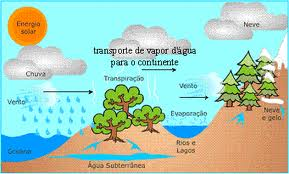 Energia
solar
Neve
transporte de vapor d'água
para o continente
Chuva
Transpiração
Vento
Vento
Evaporação
Neve
e gelo
Oceano
Rios e
Lagos
Água Subterrânea